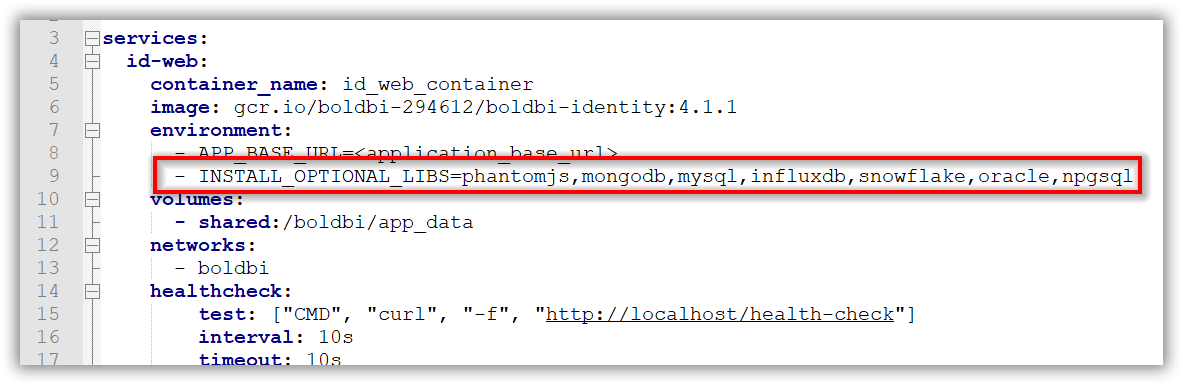 3 services:
4 id-web:
5 container_name: id_web_container
6 image: gcr.io/boldbi-294612/boldbi-identity:4.1.1
7 environment:
8 - APP_BASE_URL=<application_base_url>
9 - INSTALL_OPTIONAL_LIBS=phantomjs,mongodb,mysql,influxdb,snowflake,oracle,npgsql
10 volumes:
11 - shared:/boldbi/app_data
12 networks:
13 - boldbi
14 healthcheck:
15 test: ["CMD", "curl", "-f", "http://localhost/health-check"]
16 interval: 10s
17 timeout: 10s